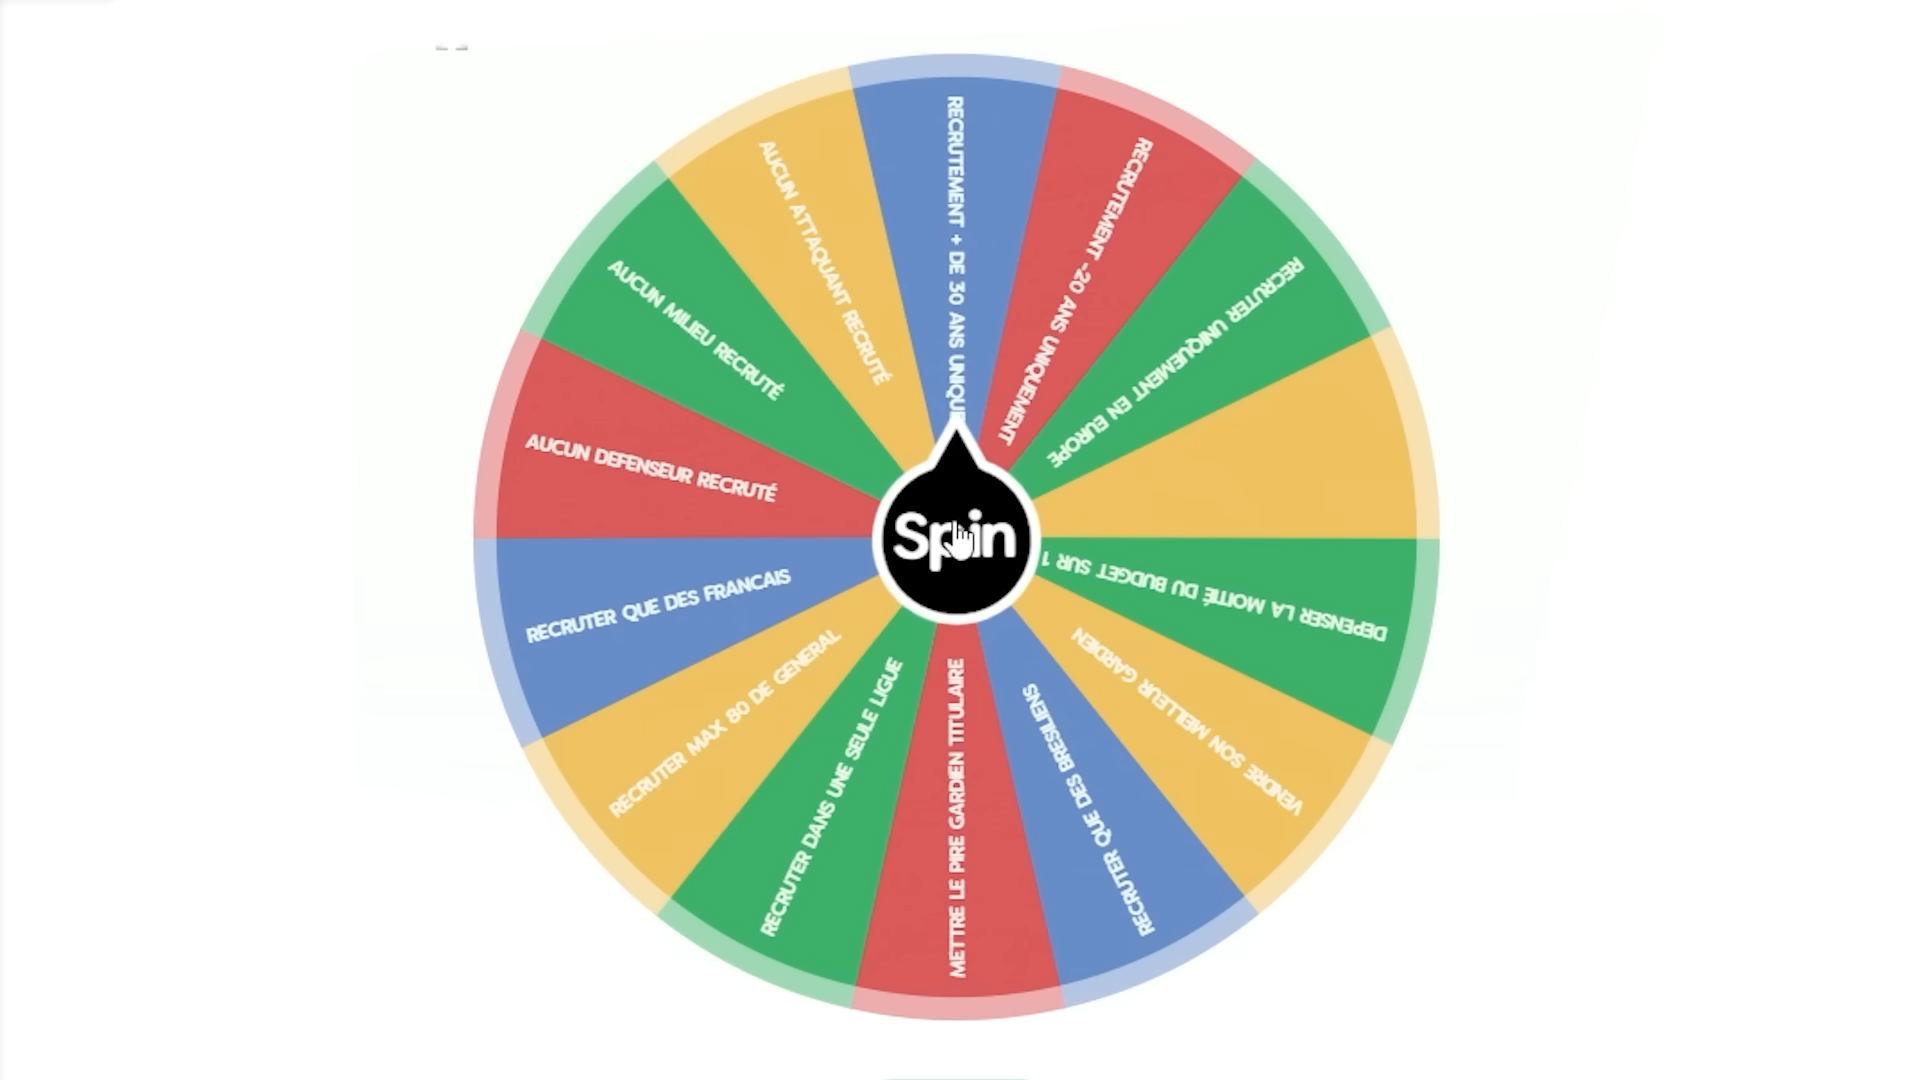 RECRUTEMENT + DE 30 ANS UNIQUE
RECRUTEMENT -20 ANS UNIQUEMENT
RECRUTER UNIQUEMENT EN EUROPE
DEPENSER LA MOITIÉ DU BUDGET SUR 1
VENDRE SON MEILLEUR GARDIEN
RECRUTER QUE DES BRESILIENS
METTRE LE PIRE GARDIEN TITULAIRE
RECRUTER DANS UNE SEULE LIGUE
RECRUTER MAX 80 DE GENERAL
RECRUTER QUE DES FRANCAIS
AUCUN DEFENSEUR RECRUTÉ
AUCUN MILIEU RECRUTÉ
AUCUN ATTAQUANT RECRUTÉ
Spin